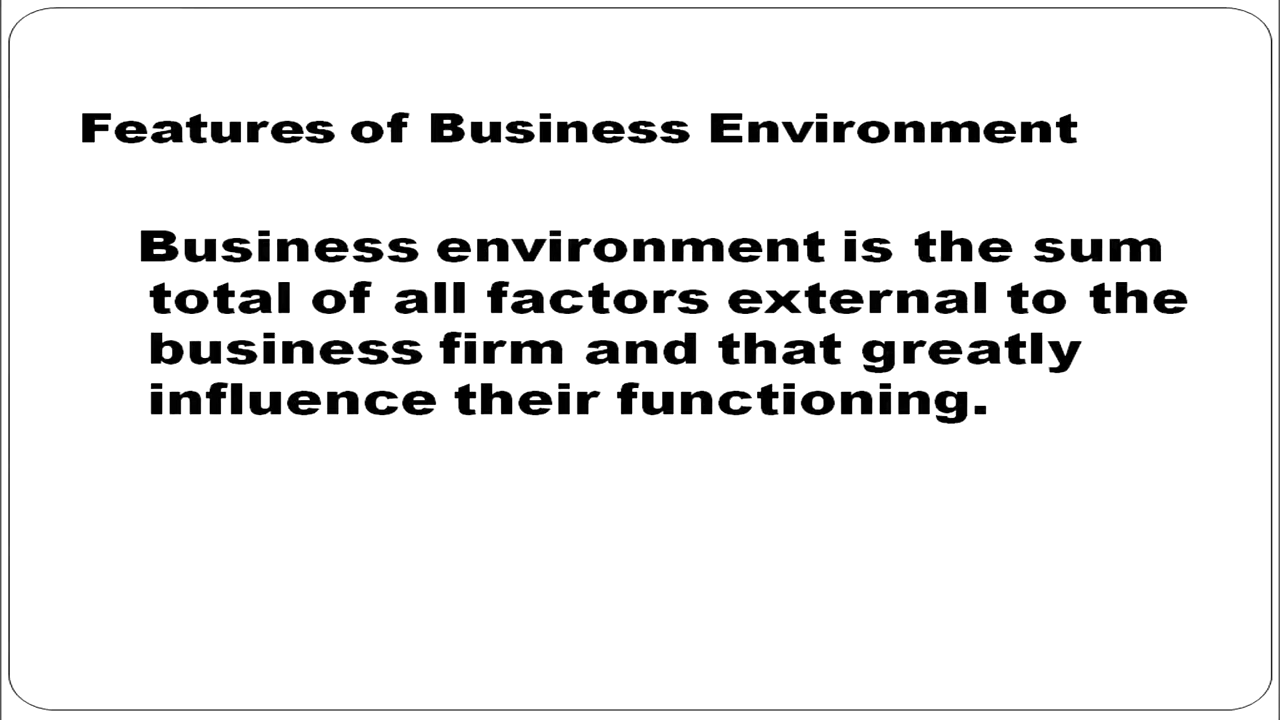 Features of Business Environment
Business environment is the sum
total of all factors external to the
business firm and that greatly
influence their functioning.